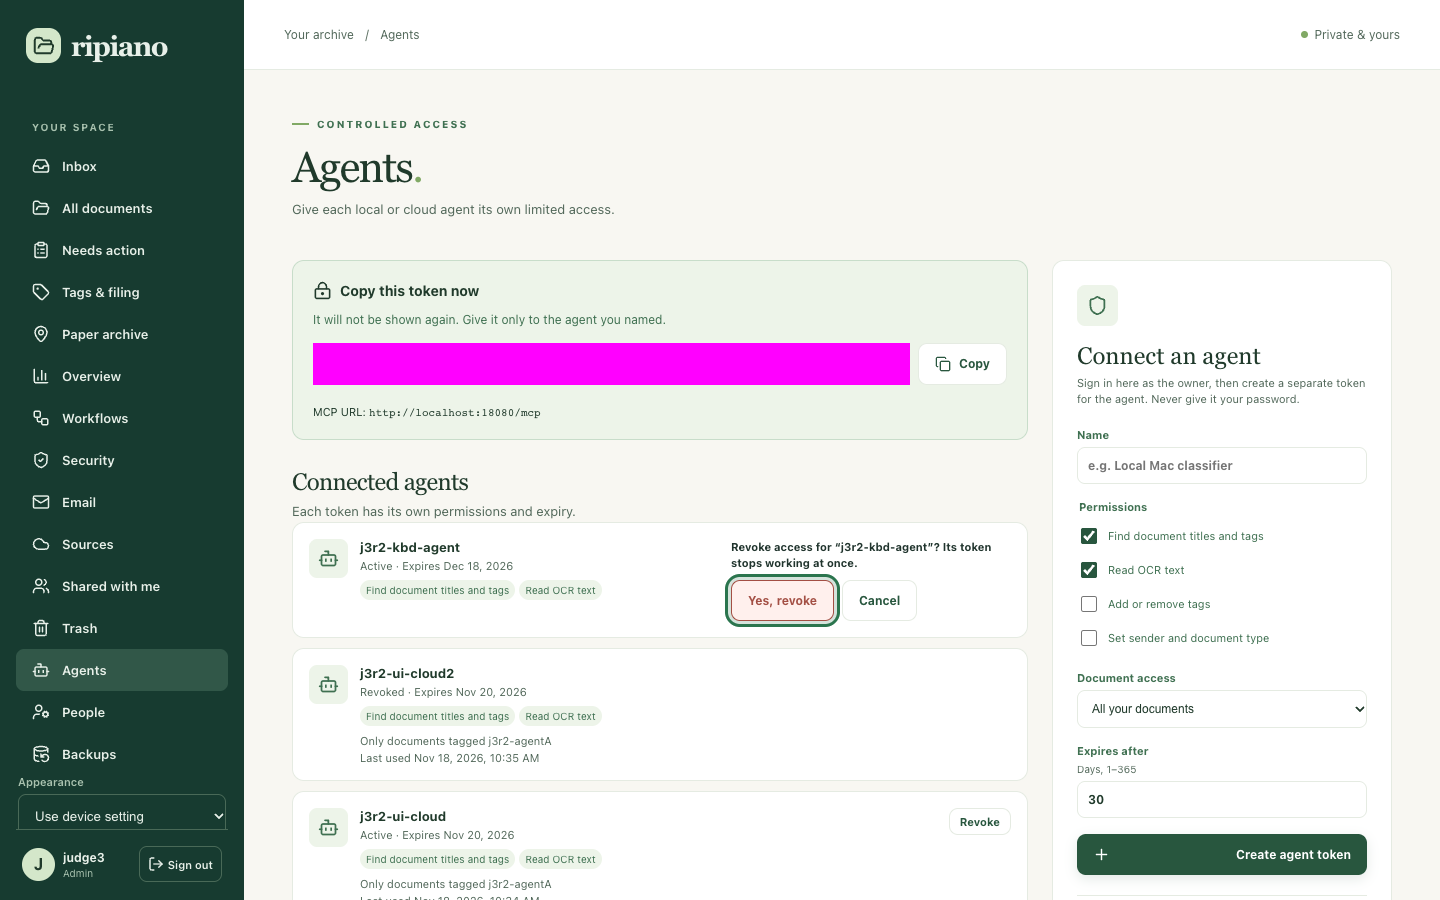 ripiano
YOUR SPACE
Inbox
All documents
Needs action
Tags & filing
Paper archive
Overview
Workflows
Security
Email
Sources
Shared with me
Trash
Agents
People
Backups
Appearance
Use device setting
J
judge3
Admin
Sign out
Your archive / Agents
Private & yours
CONTROLLED ACCESS
Agents.
Give each local or cloud agent its own limited access.
Copy this token now
It will not be shown again. Give it only to the agent you named.
Copy
MCP URL: http://localhost:18080/mcp
Connected agents
Each token has its own permissions and expiry.
j3r2-kbd-agent
Active · Expires Dec 18, 2026
Find document titles and tags
Read OCR text
Revoke access for “j3r2-kbd-agent”? Its token
stops working at once.
Yes, revoke
Cancel
j3r2-ui-cloud2
Revoked · Expires Nov 20, 2026
Find document titles and tags
Read OCR text
Only documents tagged j3r2-agentA
Last used Nov 18, 2026, 10:35 AM
j3r2-ui-cloud
Active · Expires Nov 20, 2026
Find document titles and tags
Read OCR text
Only documents tagged j3r2-agentA
Last used Nov 18, 2026, 10:34 AM
Revoke
Connect an agent
Sign in here as the owner, then create a separate token
for the agent. Never give it your password.
Name
e.g. Local Mac classifier
Permissions
Find document titles and tags
Read OCR text
Add or remove tags
Set sender and document type
Document access
All your documents
Expires after
Days, 1–365
30
Create agent token